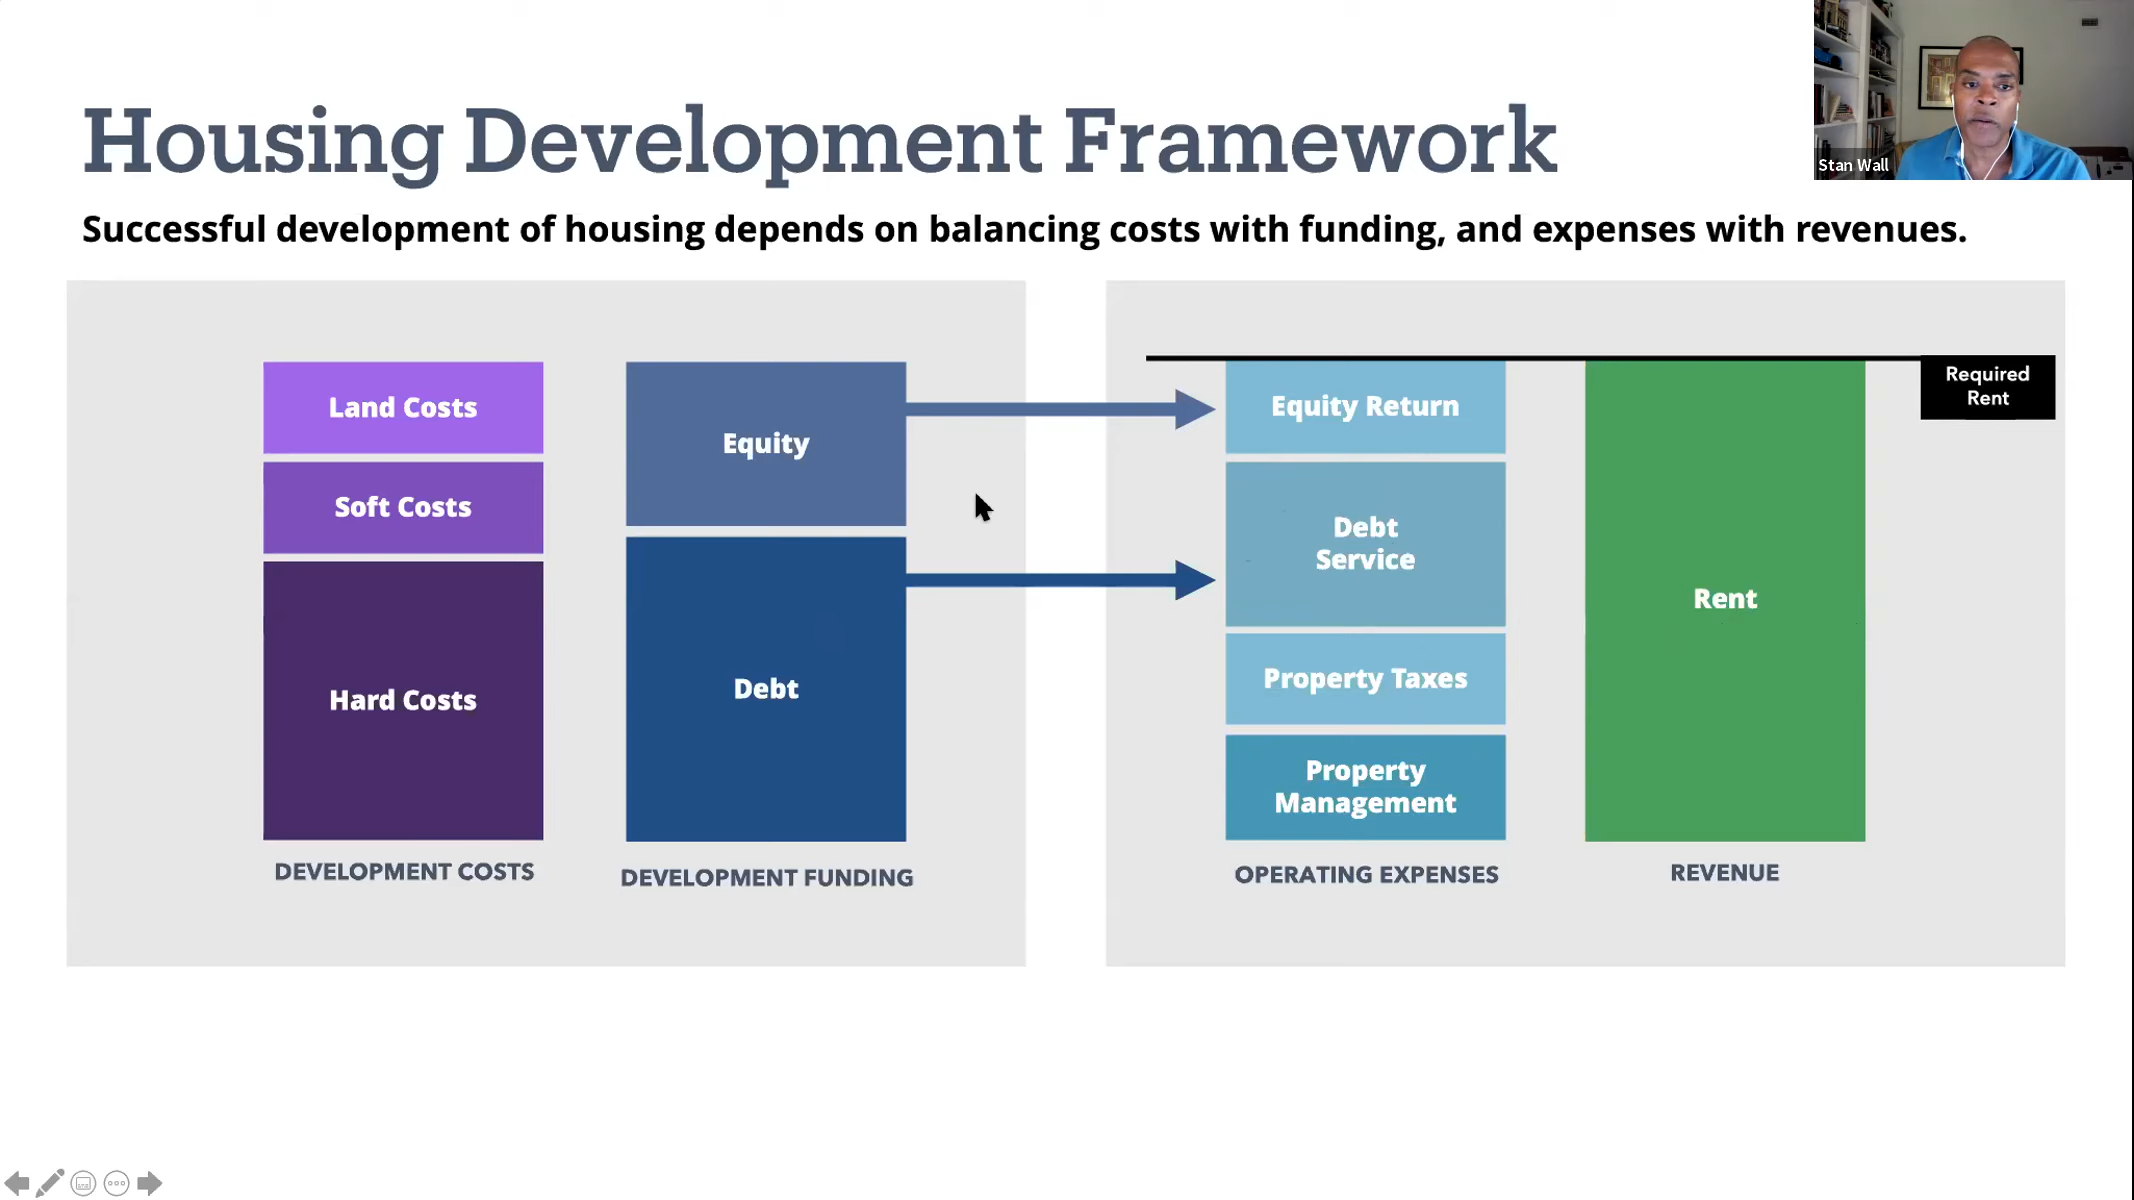 Housing Development Framework
Stan Wall
Successful development of housing depends on balancing costs with funding, and expenses with revenues.
Land Costs
Soft Costs
Hard Costs
DEVELOPMENT COSTS
Equity
Debt
DEVELOPMENT FUNDING
Equity Return
Debt
Service
Property Taxes
Property
Management
OPERATING EXPENSES
Rent
REVENUE
Required
Rent